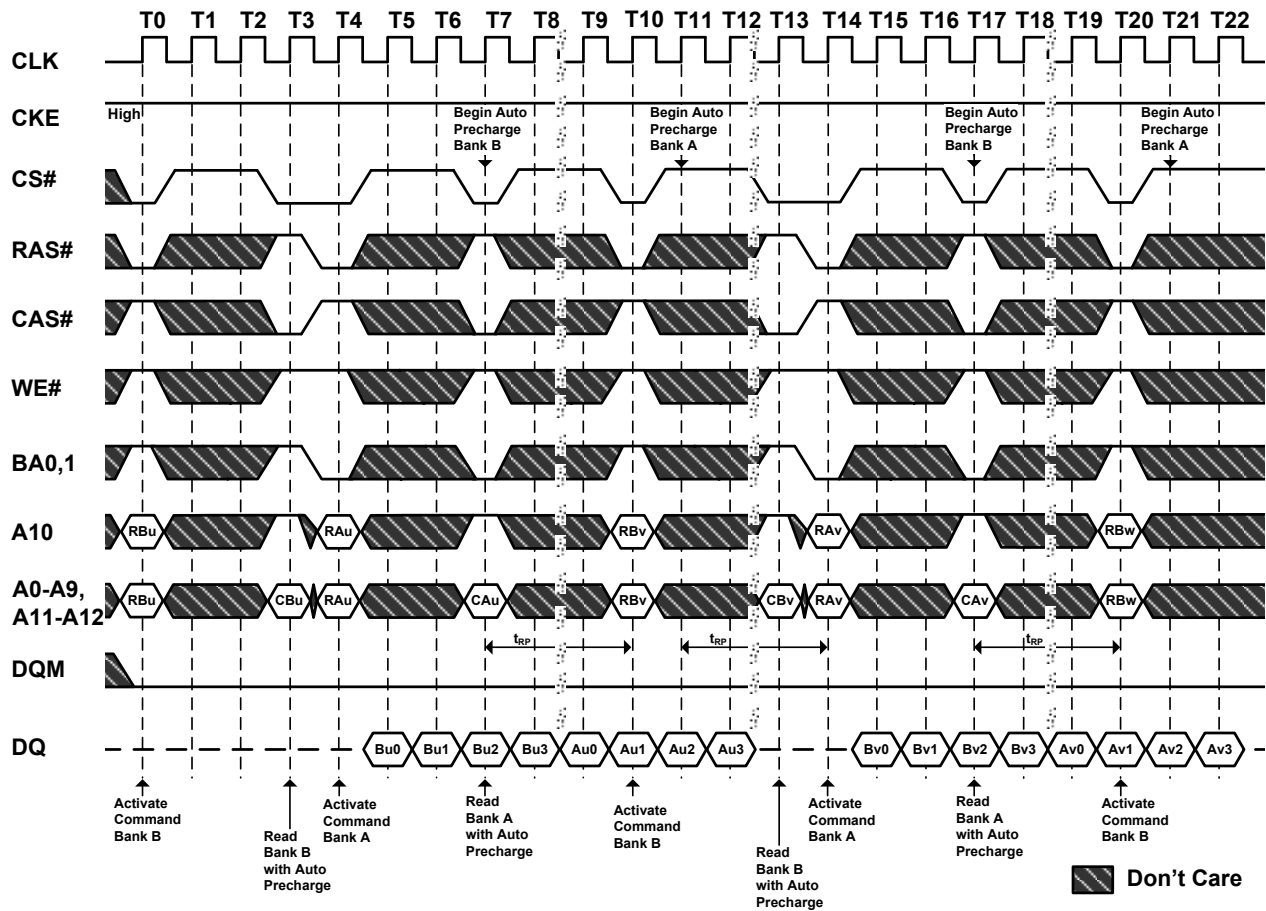 T0 T1 T2 T3 T4 T5 T6 T7 T8 T9 T10 T11 T12 T13 T14 T15 T16 T17 T18 T19 T20 T21 T22
CLK
CKE
High
Begin Auto
Precharge
Bank B
Begin Auto
Precharge
Bank A
Begin Auto
Precharge
Bank B
Begin Auto
Precharge
Bank A
CS#
RAS#
CAS#
WE#
BA0,1
A10
RBu RAu RBv RAv RBw
A0-A9,
A11-A12
RBu CBu RAu CAu RBv CBv RAv CAv RBw
tRP tRP tRP
DQM
DQ
Bu0 Bu1 Bu2 Bu3 Au0 Au1 Au2 Au3 Bv0 Bv1 Bv2 Bv3 Av0 Av1 Av2 Av3
Activate
Command
Bank B
Read
Bank B
with Auto
Precharge
Activate
Command
Bank A
Read
Bank A
with Auto
Precharge
Activate
Command
Bank B
Read
Bank B
with Auto
Precharge
Activate
Command
Bank A
Read
Bank A
with Auto
Precharge
Activate
Command
Bank B
Don't Care